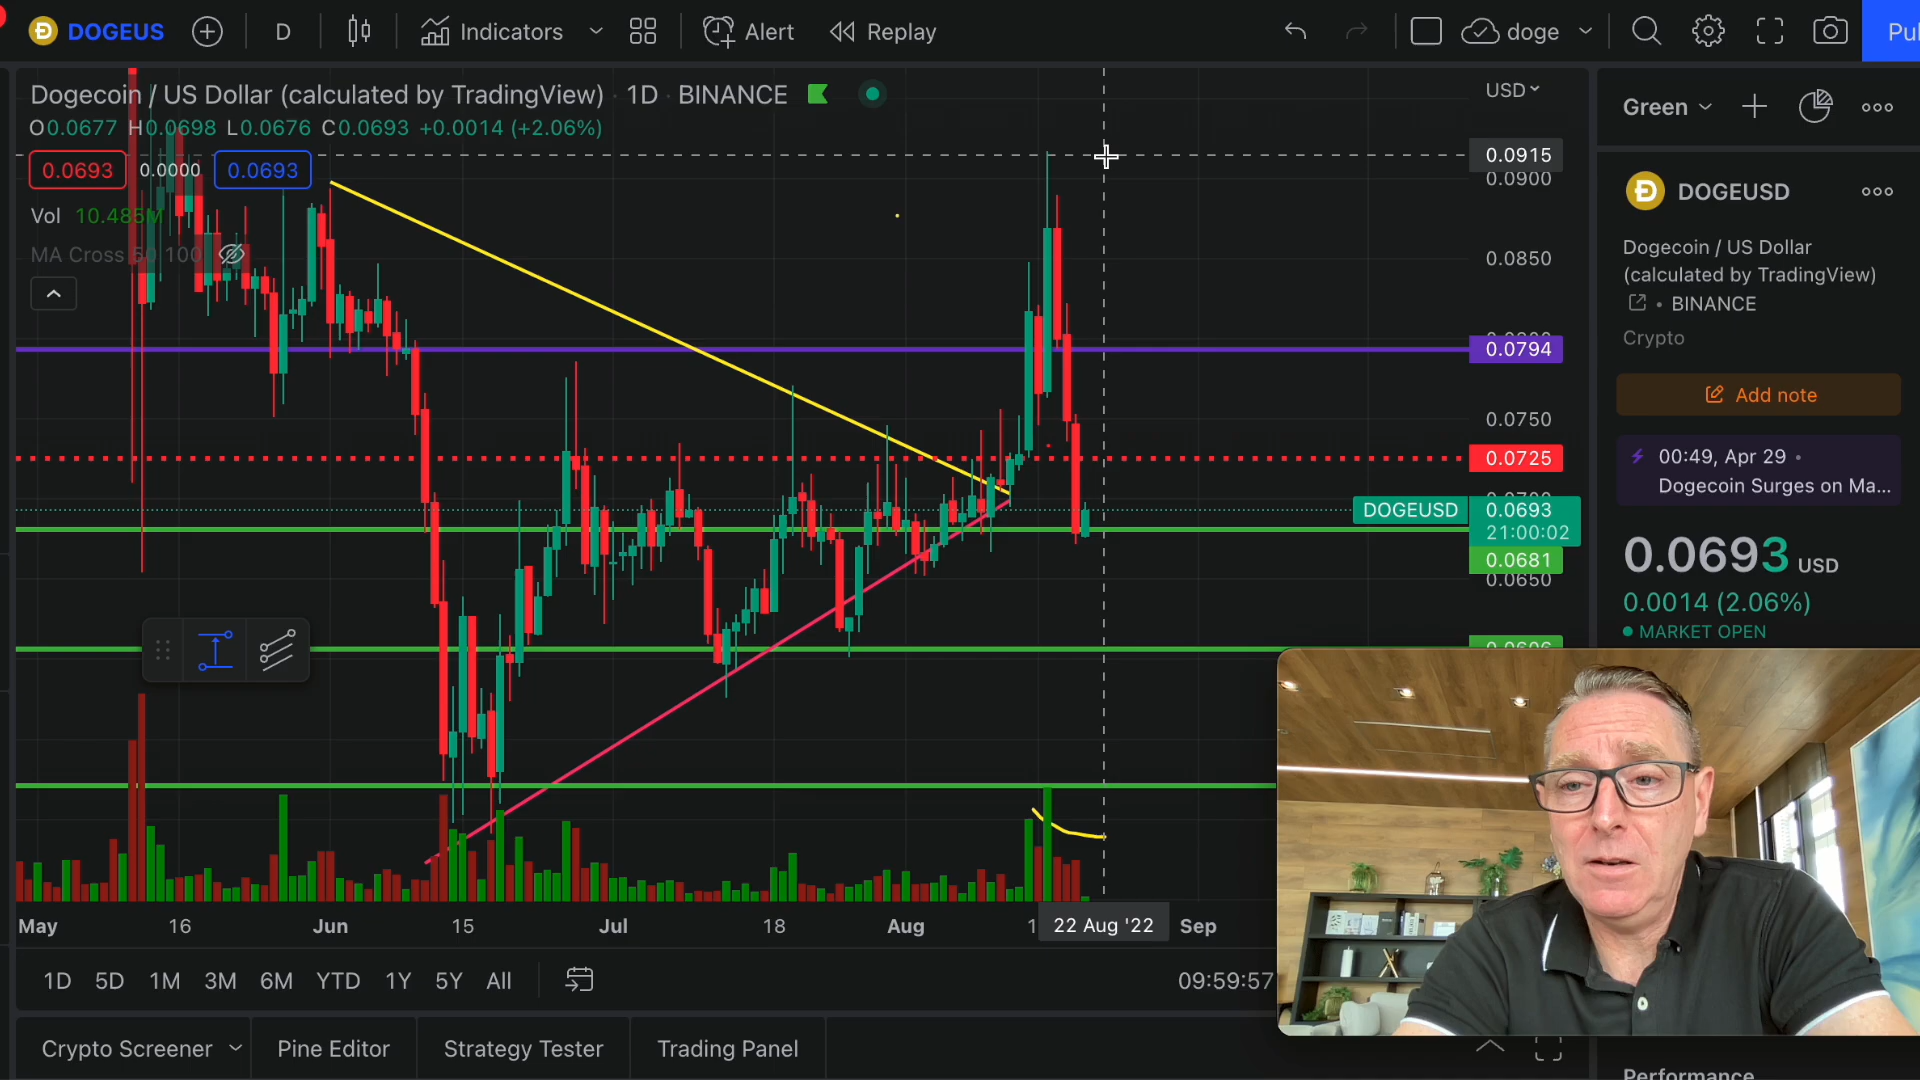 DOGEUS
D
Indicators
Alert
Replay
doge
Dogecoin / US Dollar (calculated by TradingView) · 1D · BINANCE
O0.0677 H0.0698 L0.0676 C0.0693 +0.0014 (+2.06%)
0.0693
0.0000
0.0693
Vol 10.485M
MA Cross 50 100
USD
0.0915
0.0900
0.0850
0.0794
0.0750
0.0725
DOGEUSD
0.0693
21:00:02
0.0681
0.0650
May
16
Jun
15
Jul
18
Aug
22 Aug '22
Sep
1D
5D
1M
3M
6M
YTD
1Y
5Y
All
09:59:57
Crypto Screener
Pine Editor
Strategy Tester
Trading Panel
Green
DOGEUSD
Dogecoin / US Dollar
(calculated by TradingView)
• BINANCE
Crypto
Add note
00:49, Apr 29 •
Dogecoin Surges on Ma...
0.0693 USD
0.0014 (2.06%)
MARKET OPEN